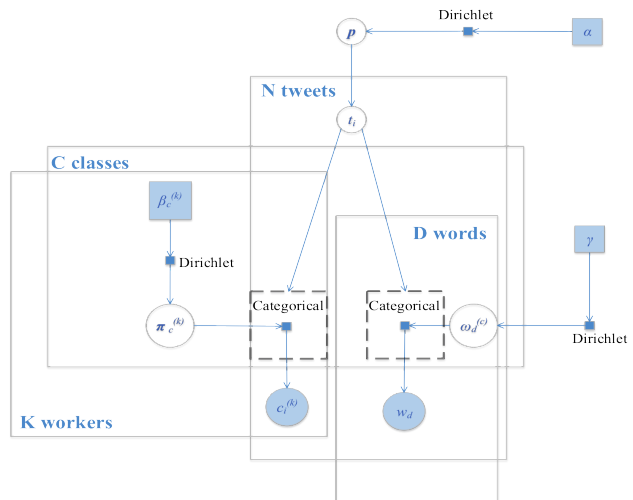 Dirichlet
p
α
N tweets
t_i
C classes
β_c^(k)
D words
γ
Dirichlet
Categorical
Categorical
π_c^(k)
ω_d^(c)
Dirichlet
c_i^(k)
w_d
K workers